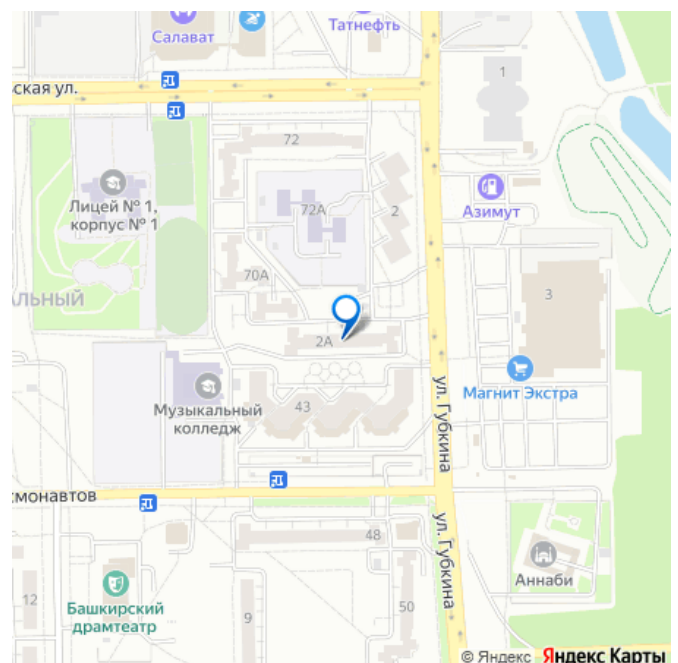 Салават
Татнефть
ская ул.
1
72
Лицей № 1,
корпус № 1
72А
2
Азимут
70А
АЛЬНЫЙ
3
2А
Магнит Экстра
Музыкальный
колледж
43
ул. Губкина
смонавтов
ул. Губкина
48
Аннаби
Башкирский
драмтеатр
12
9
50
© Яндекс Яндекс Карты